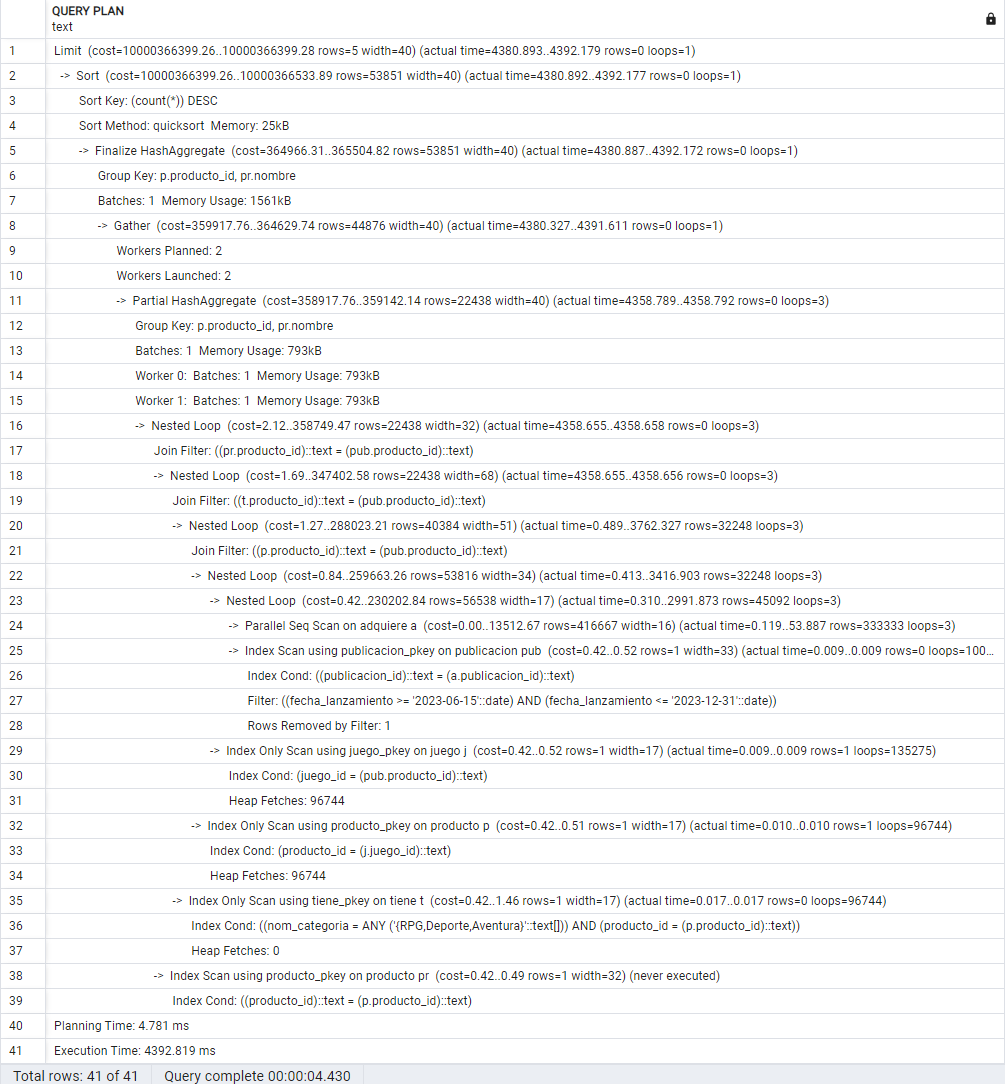 QUERY PLAN
text
1 Limit (cost=10000366399.26..10000366399.28 rows=5 width=40) (actual time=4380.893..4392.179 rows=0 loops=1)
2 -> Sort (cost=10000366399.26..10000366533.89 rows=53851 width=40) (actual time=4380.892..4392.177 rows=0 loops=1)
3 Sort Key: (count(*)) DESC
4 Sort Method: quicksort Memory: 25kB
5 -> Finalize HashAggregate (cost=364966.31..365504.82 rows=53851 width=40) (actual time=4380.887..4392.172 rows=0 loops=1)
6 Group Key: p.producto_id, pr.nombre
7 Batches: 1 Memory Usage: 1561kB
8 -> Gather (cost=359917.76..364629.74 rows=44876 width=40) (actual time=4380.327..4391.611 rows=0 loops=1)
9 Workers Planned: 2
10 Workers Launched: 2
11 -> Partial HashAggregate (cost=358917.76..359142.14 rows=22438 width=40) (actual time=4358.789..4358.792 rows=0 loops=3)
12 Group Key: p.producto_id, pr.nombre
13 Batches: 1 Memory Usage: 793kB
14 Worker 0: Batches: 1 Memory Usage: 793kB
15 Worker 1: Batches: 1 Memory Usage: 793kB
16 -> Nested Loop (cost=2.12..358749.47 rows=22438 width=32) (actual time=4358.655..4358.658 rows=0 loops=3)
17 Join Filter: ((pr.producto_id)::text = (pub.producto_id)::text)
18 -> Nested Loop (cost=1.69..347402.58 rows=22438 width=68) (actual time=4358.655..4358.656 rows=0 loops=3)
19 Join Filter: ((t.producto_id)::text = (pub.producto_id)::text)
20 -> Nested Loop (cost=1.27..288023.21 rows=40384 width=51) (actual time=0.489..3762.327 rows=32248 loops=3)
21 Join Filter: ((p.producto_id)::text = (pub.producto_id)::text)
22 -> Nested Loop (cost=0.84..259663.26 rows=53816 width=34) (actual time=0.413..3416.903 rows=32248 loops=3)
23 -> Nested Loop (cost=0.42..230202.84 rows=56538 width=17) (actual time=0.310..2991.873 rows=45092 loops=3)
24 -> Parallel Seq Scan on adquiere a (cost=0.00..13512.67 rows=416667 width=16) (actual time=0.119..53.887 rows=333333 loops=3)
25 -> Index Scan using publicacion_pkey on publicacion pub (cost=0.42..0.52 rows=1 width=33) (actual time=0.009..0.009 rows=0 loops=100...
26 Index Cond: ((publicacion_id)::text = (a.publicacion_id)::text)
27 Filter: ((fecha_lanzamiento >= '2023-06-15'::date) AND (fecha_lanzamiento <= '2023-12-31'::date))
28 Rows Removed by Filter: 1
29 -> Index Only Scan using juego_pkey on juego j (cost=0.42..0.52 rows=1 width=17) (actual time=0.009..0.009 rows=1 loops=135275)
30 Index Cond: (juego_id = (pub.producto_id)::text)
31 Heap Fetches: 96744
32 -> Index Only Scan using producto_pkey on producto p (cost=0.42..0.51 rows=1 width=17) (actual time=0.010..0.010 rows=1 loops=96744)
33 Index Cond: (producto_id = (j.juego_id)::text)
34 Heap Fetches: 96744
35 -> Index Only Scan using tiene_pkey on tiene t (cost=0.42..1.46 rows=1 width=17) (actual time=0.017..0.017 rows=0 loops=96744)
36 Index Cond: ((nom_categoria = ANY ('{RPG,Deporte,Aventura}'::text[])) AND (producto_id = (p.producto_id)::text))
37 Heap Fetches: 0
38 -> Index Scan using producto_pkey on producto pr (cost=0.42..0.49 rows=1 width=32) (never executed)
39 Index Cond: ((producto_id)::text = (p.producto_id)::text)
40 Planning Time: 4.781 ms
41 Execution Time: 4392.819 ms
Total rows: 41 of 41 Query complete 00:00:04.430